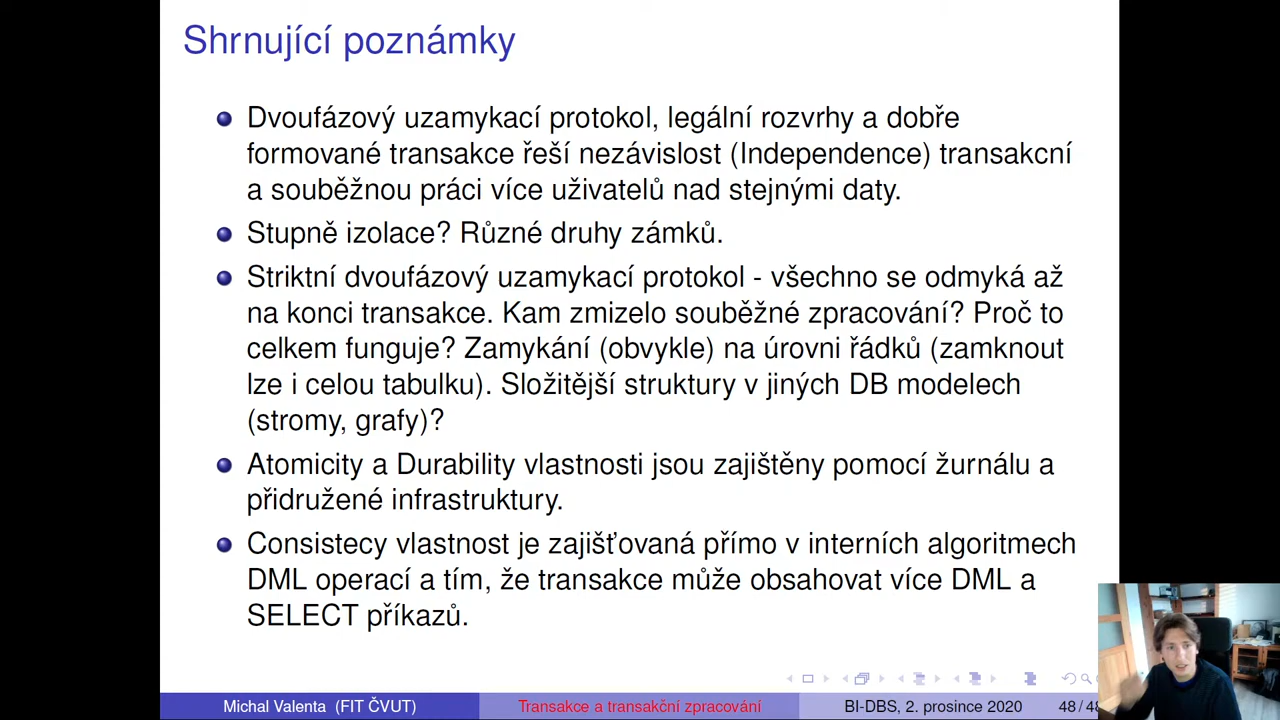 Shrnující poznámky
Dvoufázový uzamykací protokol, legální rozvrhy a dobře
formované transakce řeší nezávislost (Independence) transakcní
a souběžnou práci více uživatelů nad stejnými daty.
Stupně izolace? Různé druhy zámků.
Striktní dvoufázový uzamykací protokol - všechno se odmyká až
na konci transakce. Kam zmizelo souběžné zpracování? Proč to
celkem funguje? Zamykání (obvykle) na úrovni řádků (zamknout
lze i celou tabulku). Složitější struktury v jiných DB modelech
(stromy, grafy)?
Atomicity a Durability vlastnosti jsou zajištěny pomocí žurnálu a
přidružené infrastruktury.
Consistecy vlastnost je zajišťovaná přímo v interních algoritmech
DML operací a tím, že transakce může obsahovat více DML a
SELECT příkazů.
Michal Valenta (FIT ČVUT) Transakce a transakční zpracování BI-DBS, 2. prosince 2020 48 / 48